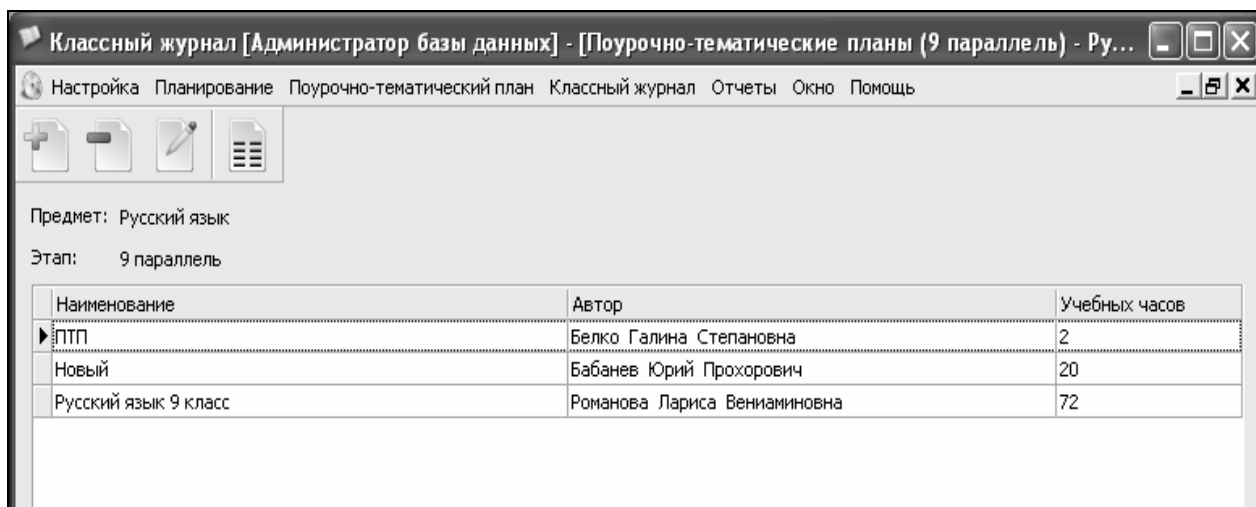 Классный журнал [Администратор базы данных] - [Поурочно-тематические планы (9 параллель) - Ру...
Настройка Планирование Поурочно-тематический план Классный журнал Отчеты Окно Помощь
Предмет: Русский язык
Этап: 9 параллель
Наименование Автор Учебных часов
ПТП Белко Галина Степановна 2
Новый Бабанев Юрий Прохорович 20
Русский язык 9 класс Романова Лариса Вениаминовна 72